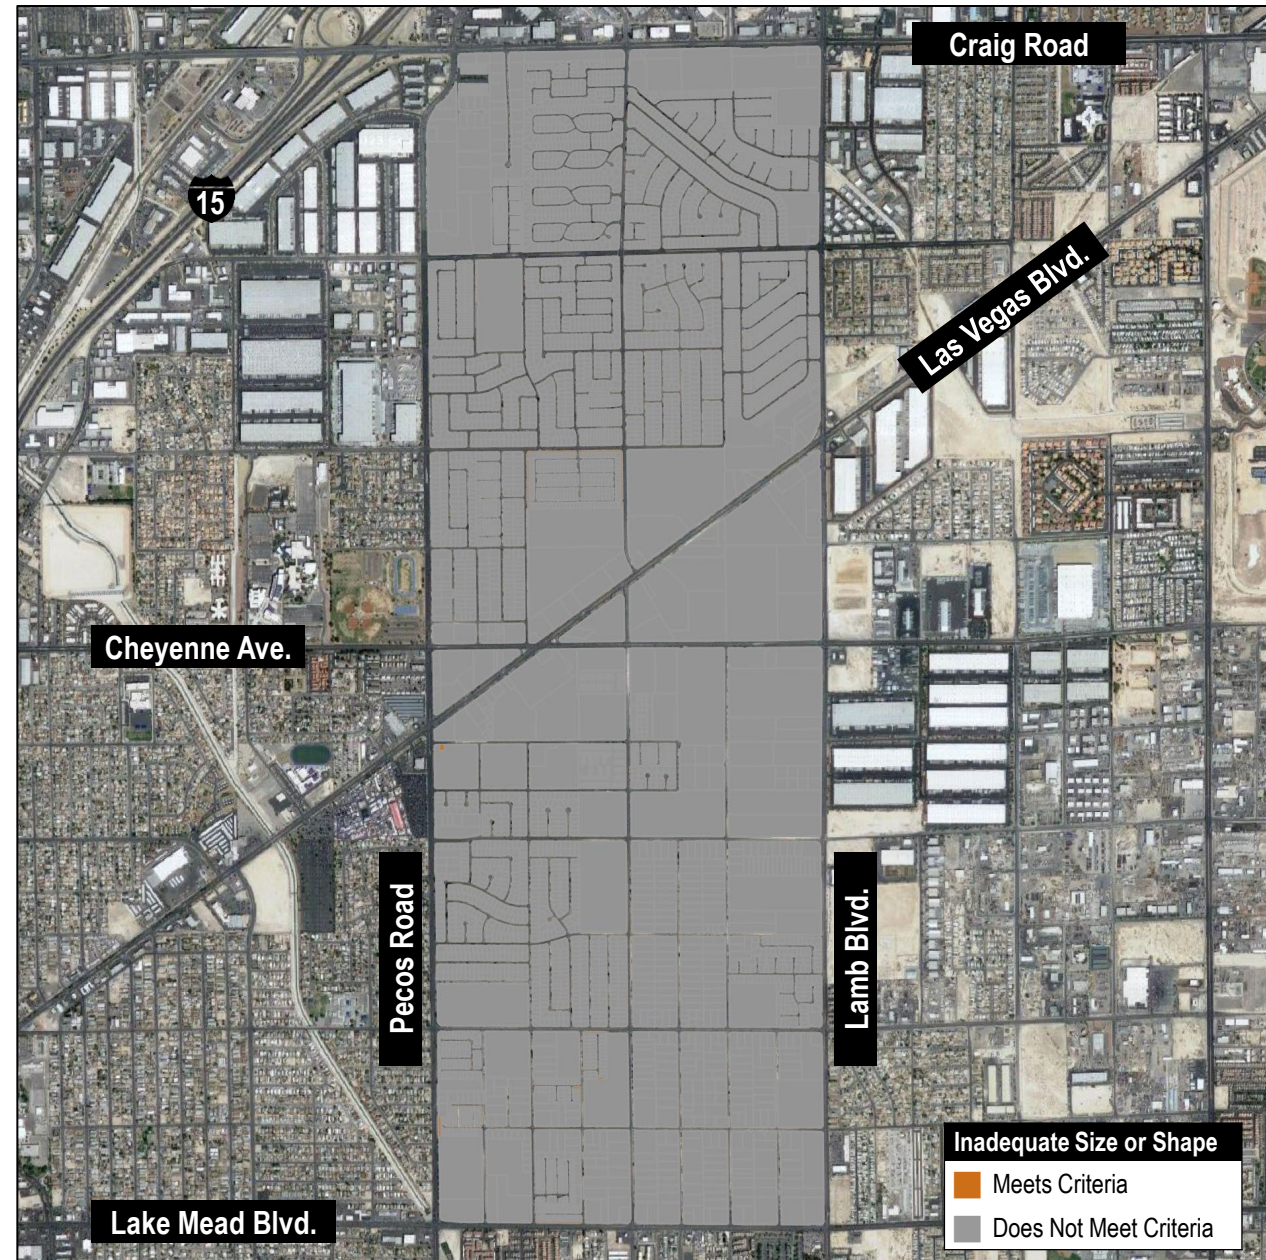 Craig Road
15
Las Vegas Blvd.
Cheyenne Ave.
Pecos Road
Lamb Blvd.
Lake Mead Blvd.
Inadequate Size or Shape
Meets Criteria
Does Not Meet Criteria